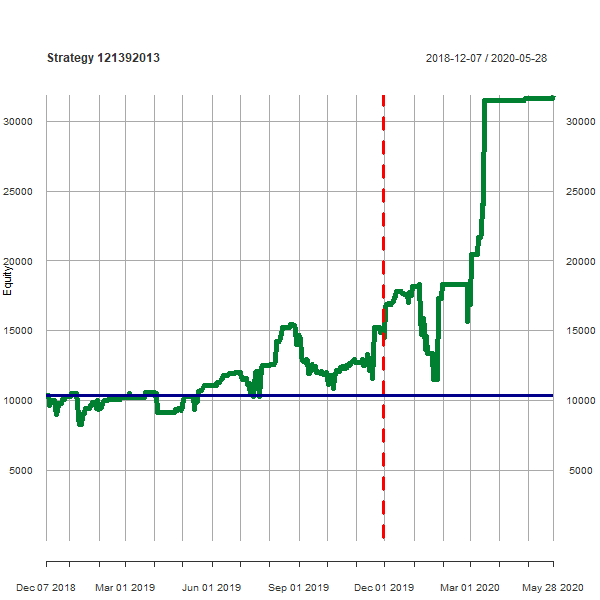 Strategy 121392013
2018-12-07 / 2020-05-28
30000
30000
25000
25000
20000
20000
Equity
15000
15000
10000
10000
5000
5000
Dec 07 2018
Mar 01 2019
Jun 01 2019
Sep 01 2019
Dec 01 2019
Mar 01 2020
May 28 2020